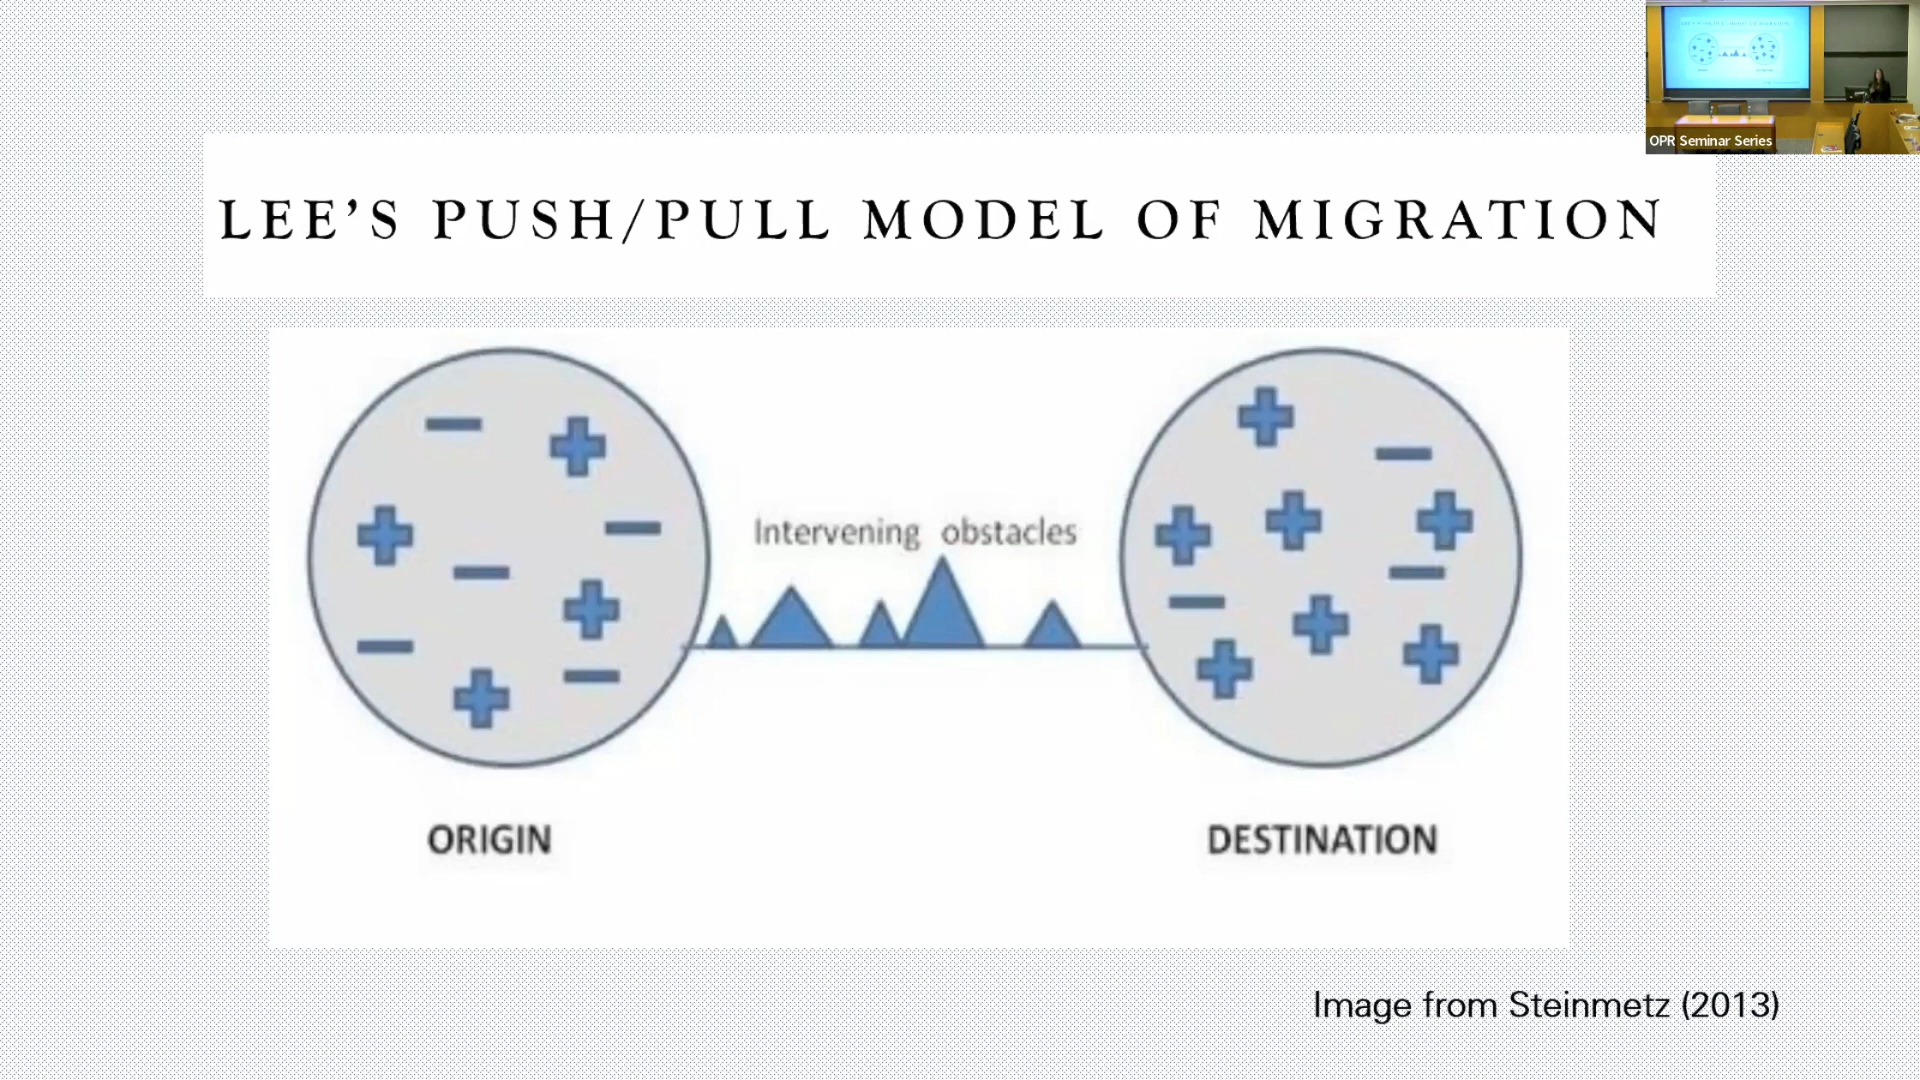 OPR Seminar Series
LEE’S PUSH/PULL MODEL OF MIGRATION
Intervening obstacles
ORIGIN
DESTINATION
Image from Steinmetz (2013)